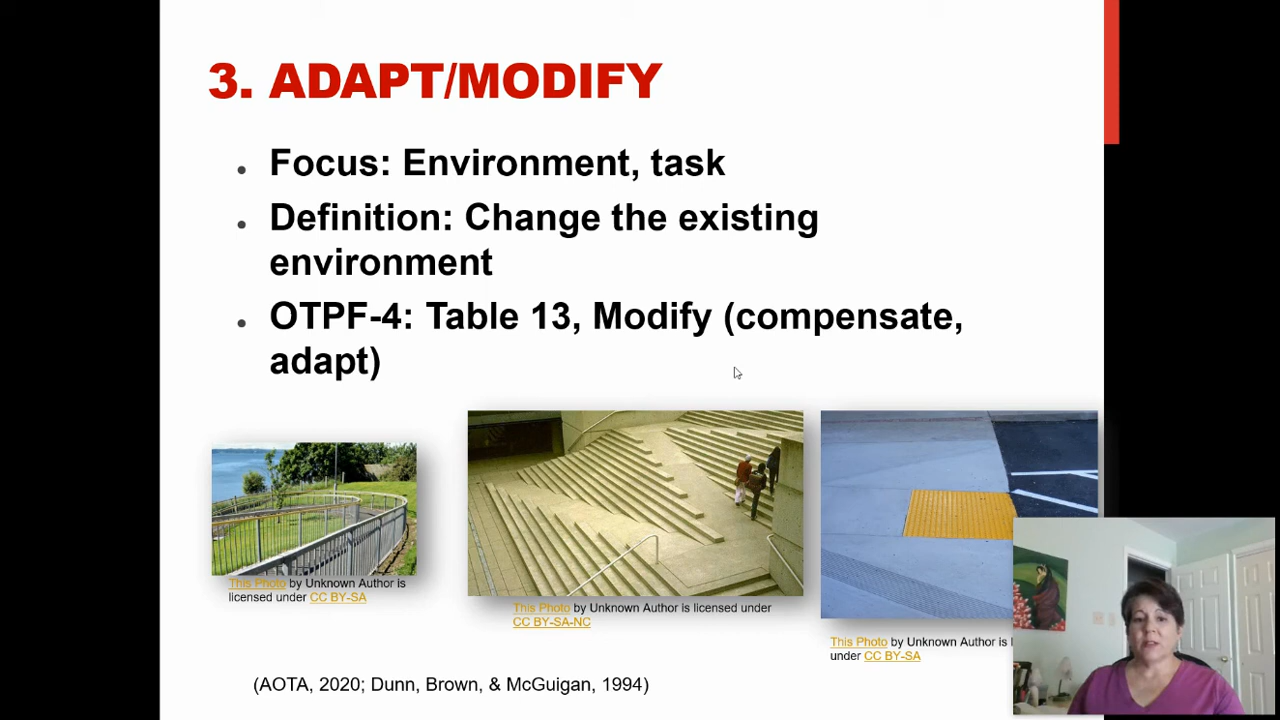 3. ADAPT/MODIFY
• Focus: Environment, task
• Definition: Change the existing
environment
• OTPF-4: Table 13, Modify (compensate,
adapt)
This Photo by Unknown Author is
licensed under CC BY-SA
This Photo by Unknown Author is licensed under
CC BY-SA-NC
This Photo by Unknown Author is
under CC BY-SA
(AOTA, 2020; Dunn, Brown, & McGuigan, 1994)